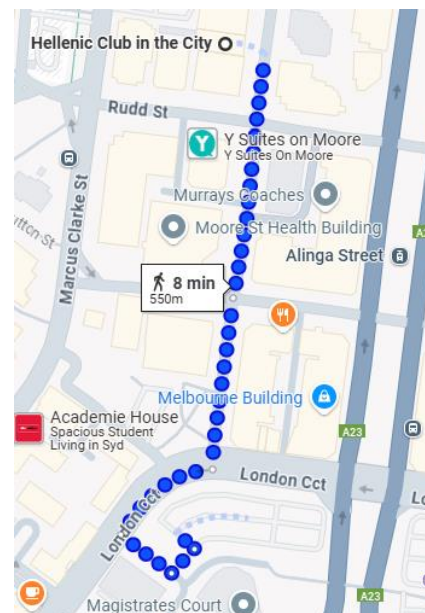 Hellenic Club in the City
Rudd St
Y Suites on Moore
Y Suites On Moore
Murrays Coaches
Moore St Health Building
Marcus Clarke St
Alinga Street
8 min
550m
Melbourne Building
Academie House
Spacious Student
Living in Syd
A23
London Cct
London Cct
Magistrates Court
A23